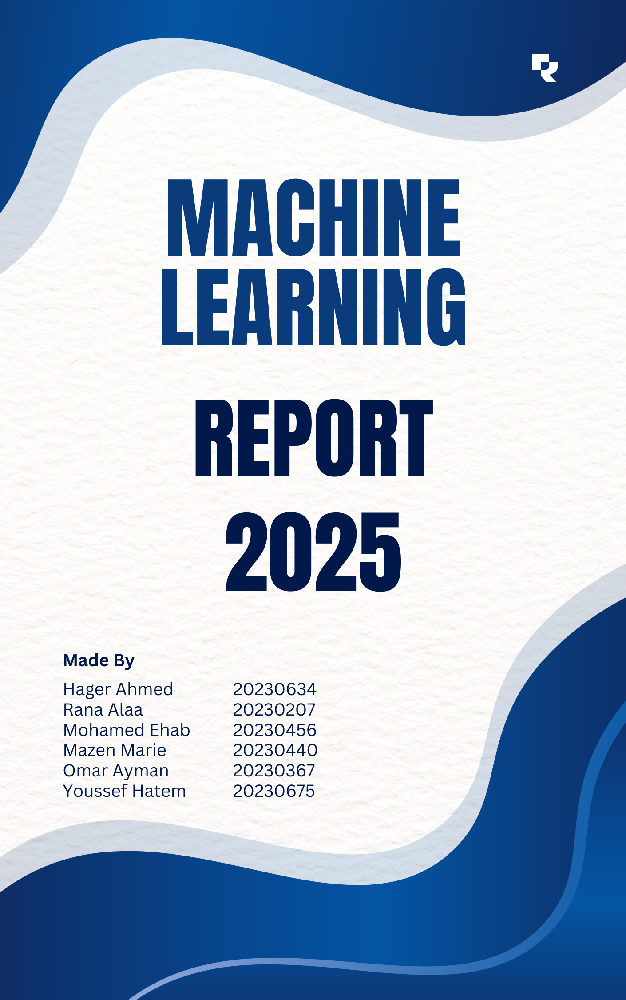 MACHINE
LEARNING
REPORT
2025
Made By
Hager Ahmed 20230634
Rana Alaa 20230207
Mohamed Ehab 20230456
Mazen Marie 20230440
Omar Ayman 20230367
Youssef Hatem 20230675